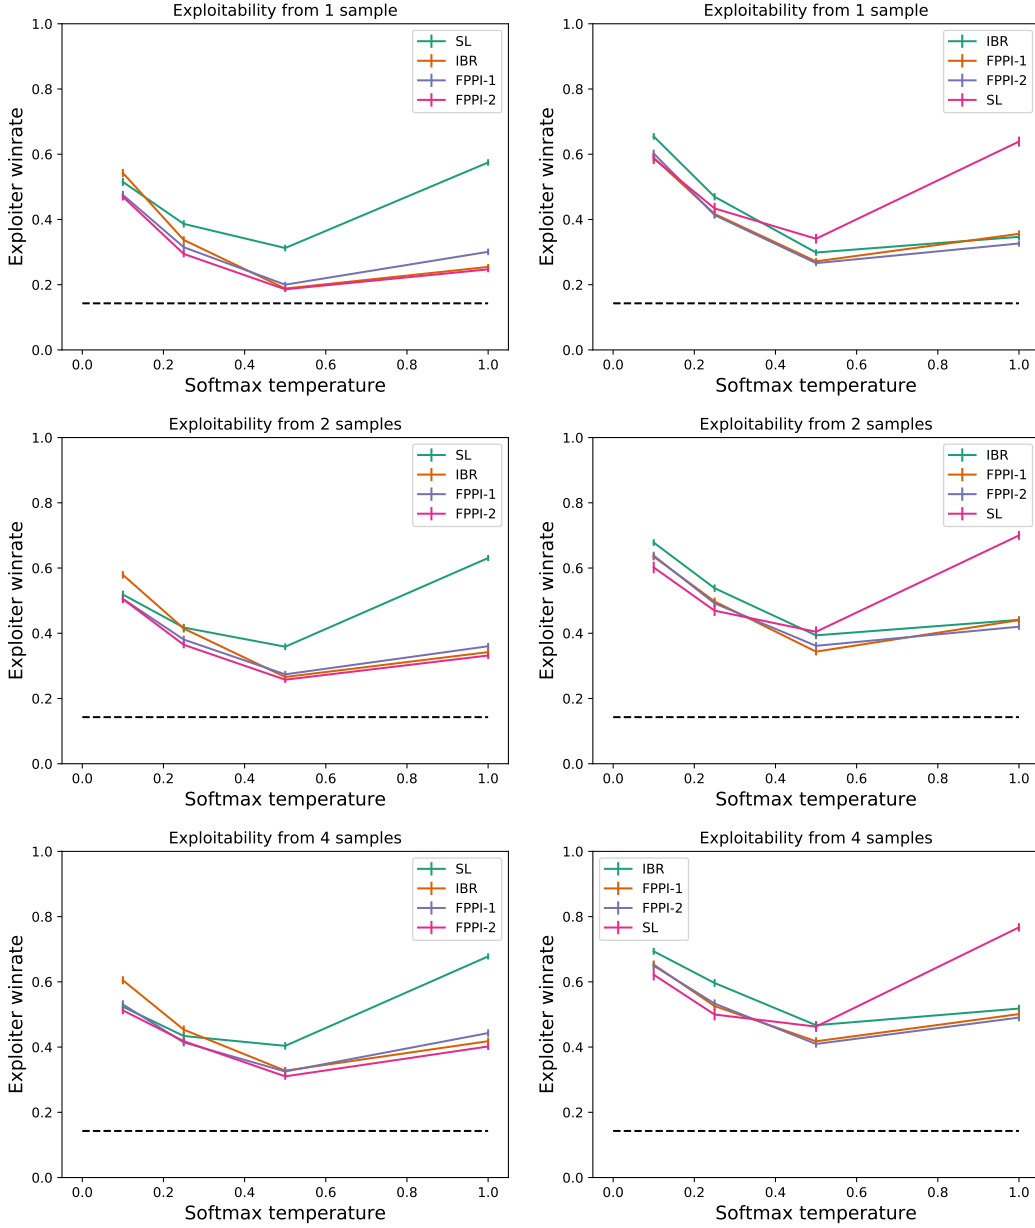 Exploitability from 1 sample
1.0
0.8
0.6
0.4
0.2
0.0
Exploiter winrate
SL
IBR
FPPI-1
FPPI-2
0.0 0.2 0.4 0.6 0.8 1.0
Softmax temperature
Exploitability from 1 sample
1.0
0.8
0.6
0.4
0.2
0.0
Exploiter winrate
IBR
FPPI-1
FPPI-2
SL
0.0 0.2 0.4 0.6 0.8 1.0
Softmax temperature
Exploitability from 2 samples
1.0
0.8
0.6
0.4
0.2
0.0
Exploiter winrate
SL
IBR
FPPI-1
FPPI-2
0.0 0.2 0.4 0.6 0.8 1.0
Softmax temperature
Exploitability from 2 samples
1.0
0.8
0.6
0.4
0.2
0.0
Exploiter winrate
IBR
FPPI-1
FPPI-2
SL
0.0 0.2 0.4 0.6 0.8 1.0
Softmax temperature
Exploitability from 4 samples
1.0
0.8
0.6
0.4
0.2
0.0
Exploiter winrate
SL
IBR
FPPI-1
FPPI-2
0.0 0.2 0.4 0.6 0.8 1.0
Softmax temperature
Exploitability from 4 samples
1.0
0.8
0.6
0.4
0.2
0.0
Exploiter winrate
IBR
FPPI-1
FPPI-2
SL
0.0 0.2 0.4 0.6 0.8 1.0
Softmax temperature